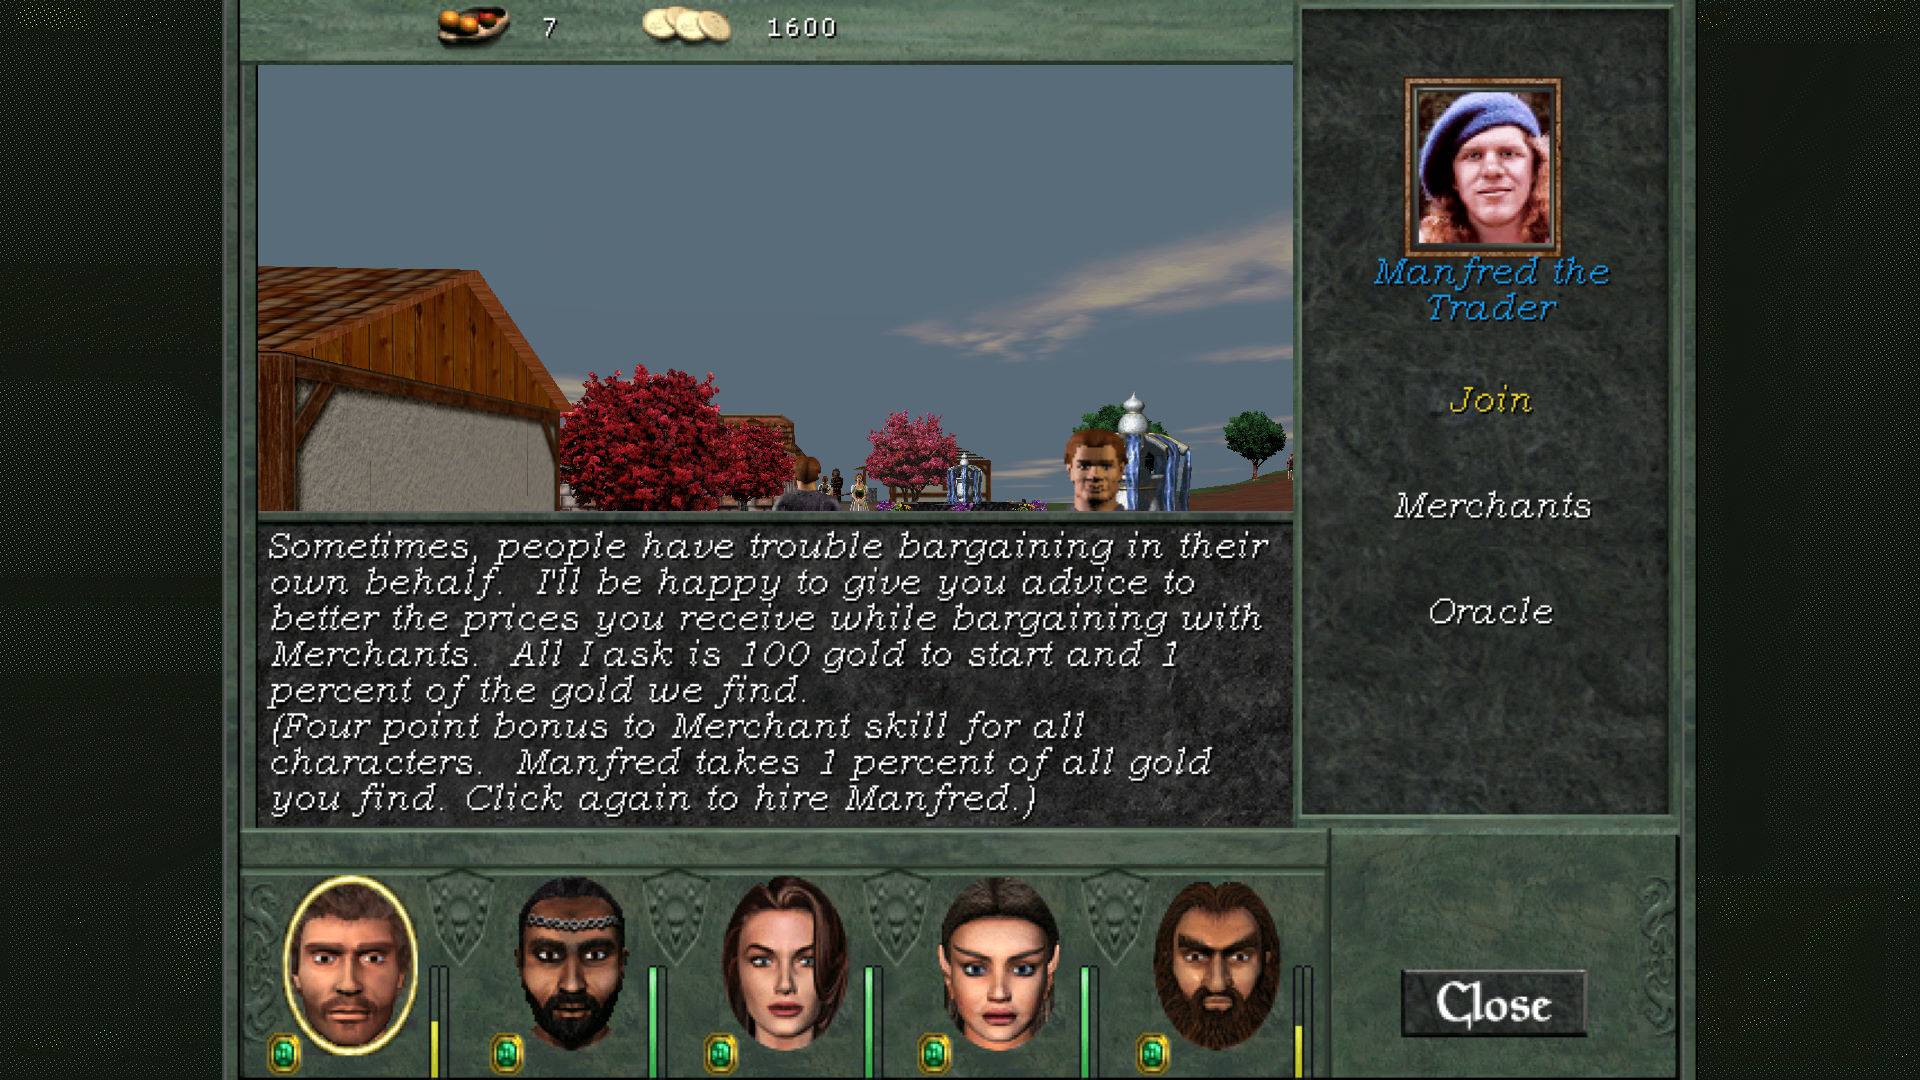 7 1600
Manfred the
Trader
Join
Merchants
Oracle
Sometimes, people have trouble bargaining in their
own behalf. I'll be happy to give you advice to
better the prices you receive while bargaining with
Merchants. All I ask is 100 gold to start and 1
percent of the gold we find.
(Four point bonus to Merchant skill for all
characters. Manfred takes 1 percent of all gold
you find. Click again to hire Manfred.)
Close